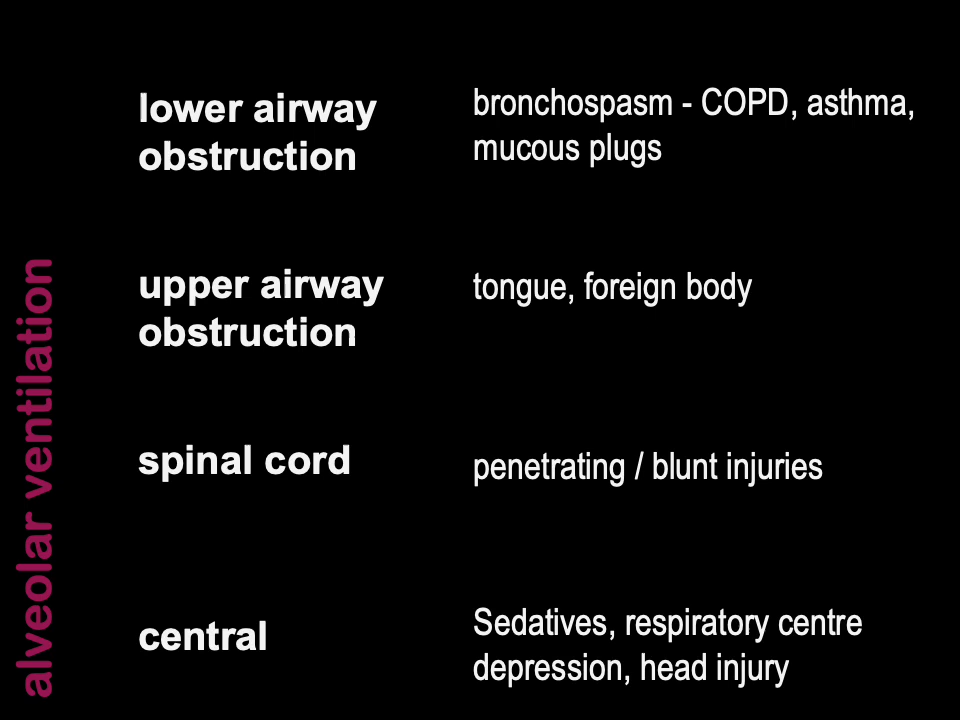 alveolar ventilation
lower airway
obstruction
bronchospasm - COPD, asthma,
mucous plugs
upper airway
obstruction
tongue, foreign body
spinal cord
penetrating / blunt injuries
central
Sedatives, respiratory centre
depression, head injury